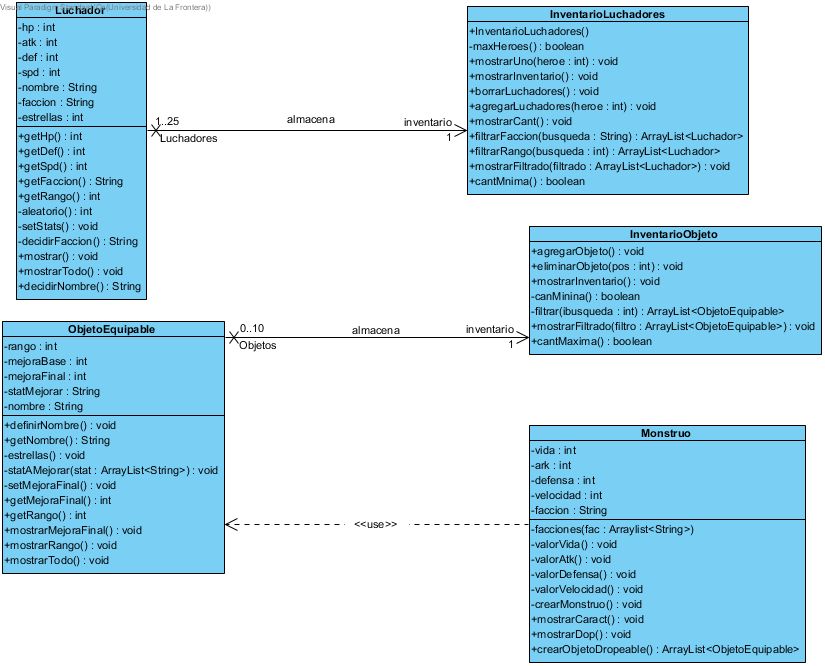 Visual Paradigm (Universidad de La Frontera))
Luchador
-hp : int
-atk : int
-def : int
-spd : int
-nombre : String
-faccion : String
-estrellas : int
+getHp() : int
+getDef() : int
+getSpd() : int
+getFaccion() : String
+getRango() : int
-aleatorio() : int
-setStats() : void
-decidirFaccion() : String
+mostrar() : void
+mostrarTodo() : void
+decidirNombre() : String
1..25
Luchadores
almacena
inventario
1
InventarioLuchadores
+InventarioLuchadores()
-maxHeroes() : boolean
+mostrarUno(heroe : int) : void
+mostrarInventario() : void
+borrarLuchadores() : void
+agregarLuchadores(heroe : int) : void
+mostrarCant() : void
+filtrarFaccion(busqueda : String) : ArrayList<Luchador>
+filtrarRango(busqueda : int) : ArrayList<Luchador>
+mostrarFiltrado(filtrado : ArrayList<Luchador>) : void
+cantMnima() : boolean
InventarioObjeto
+agregarObjeto() : void
+eliminarObjeto(pos : int) : void
+mostrarInventario() : void
-canMinina() : boolean
-filtrar(ibusqueda : int) : ArrayList<ObjetoEquipable>
+mostrarFiltrado(filtro : ArrayList<ObjetoEquipable>) : void
+cantMaxima() : boolean
0..10
Objetos
almacena
inventario
1
ObjetoEquipable
-rango : int
-mejoraBase : int
-mejoraFinal : int
-statMejorar : String
-nombre : String
+definirNombre() : void
+getNombre() : String
-estrellas() : void
-statAMejorar(stat : ArrayList<String>) : void
-setMejoraFinal() : void
+getMejoraFinal() : int
+getRango() : int
+mostrarMejoraFinal() : void
+mostrarRango() : void
+mostrarTodo() : void
<<use>>
Monstruo
-vida : int
-ark : int
-defensa : int
-velocidad : int
-faccion : String
-facciones(fac : Arraylist<String>)
-valorVida() : void
-valorAtk() : void
-valorDefensa() : void
-valorVelocidad() : void
-crearMonstruo() : void
+mostrarCaract() : void
+mostrarDop() : void
+crearObjetoDropeable() : ArrayList<ObjetoEquipable>